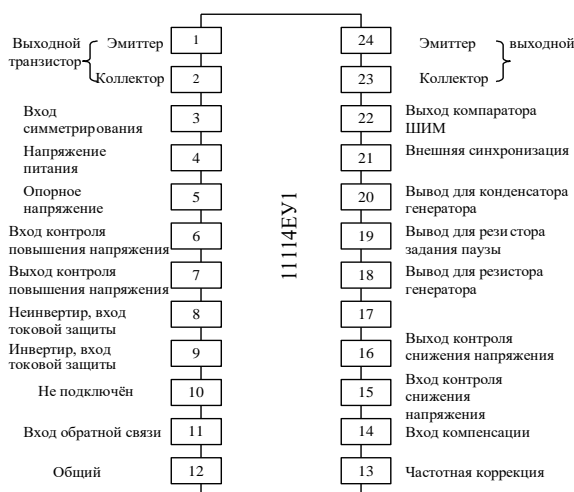 Выходной
транзистор
Эмиттер
1
Коллектор
2
Вход
симметрирования
3
Напряжение
питания
4
Опорное
напряжение
5
Вход контроля
повышения напряжения
6
Выход контроля
повышения напряжения
7
Неинвертир, вход
токовой защиты
8
Инвертир, вход
токовой защиты
9
Не подключён
10
Вход обратной связи
11
Общий
12
11114ЕУ1
24
Эмиттер
выходной
23
Коллектор
22
Выход компаратора
ШИМ
21
Внешняя синхронизация
20
Вывод для конденсатора
генератора
19
Вывод для резистора
задания паузы
18
Вывод для резистора
генератора
17
16
Выход контроля
снижения напряжения
15
Вход контроля
снижения
напряжения
14
Вход компенсации
13
Частотная коррекция